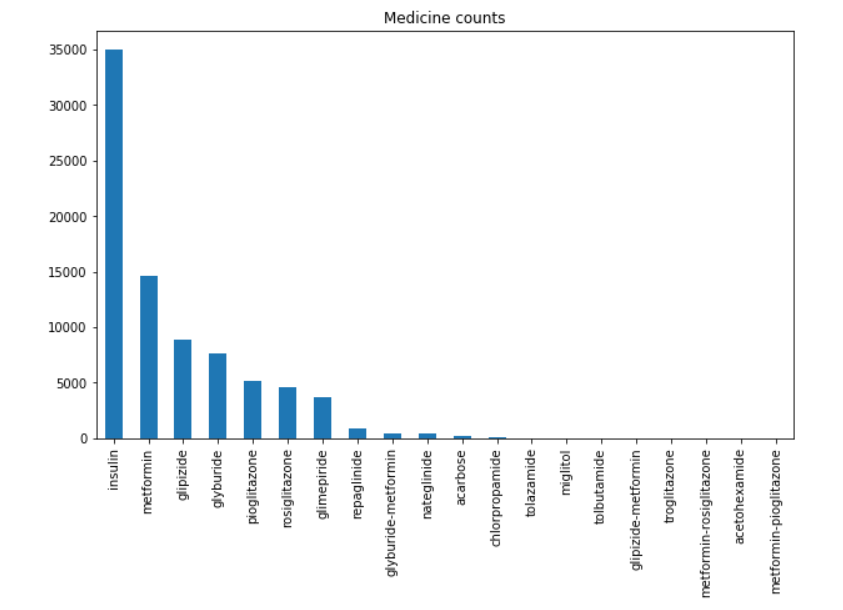 Medicine counts
35000
30000
25000
20000
15000
10000
5000
0
insulin
metformin
glipizide
glyburide
pioglitazone
rosiglitazone
glimepiride
repaglinide
glyburide-metformin
nateglinide
acarbose
chlorpropamide
tolazamide
miglitol
tolbutamide
glipizide-metformin
troglitazone
metformin-rosiglitazone
acetohexamide
metformin-pioglitazone